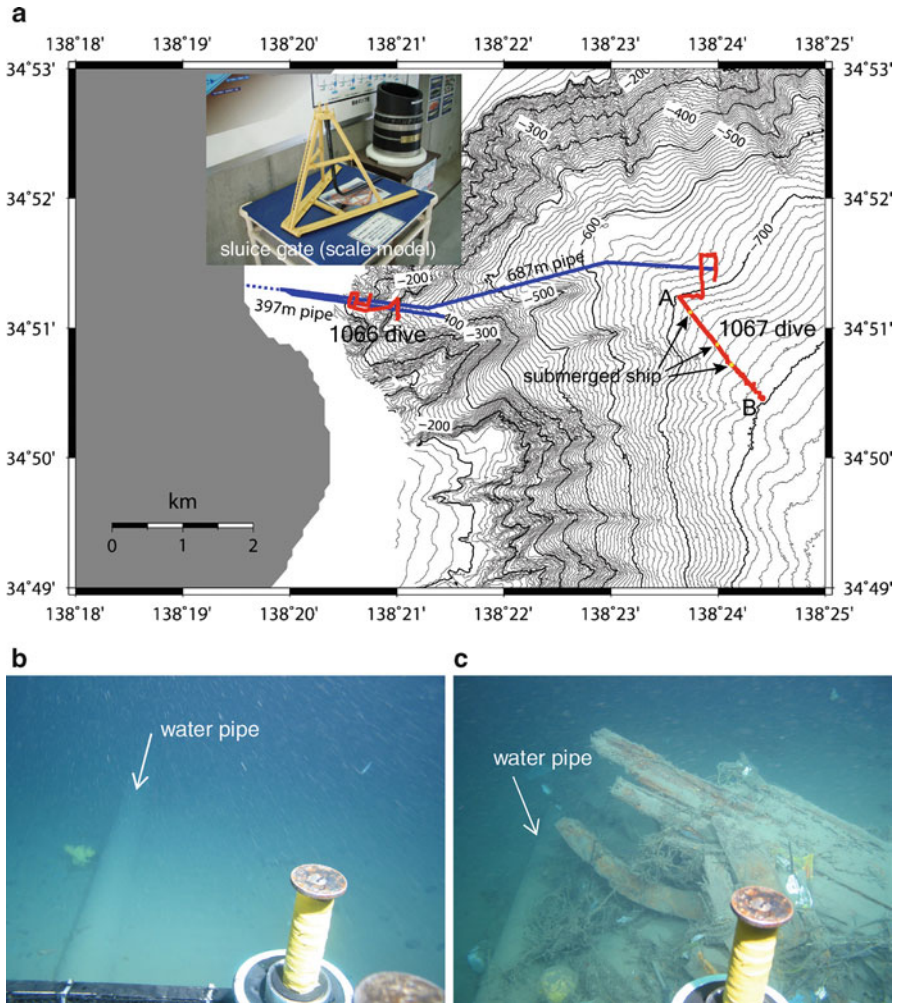 a
138°18' 138°19' 138°20' 138°21' 138°22' 138°23' 138°24' 138°25'
34°53' 34°53'
−200
−300
−400
−500
sluice gate (scale model)
34°52' 34°52'
600
−700
687m pipe
−200
−500
A
397m pipe
400
34°51' 34°51'
1066 dive
−300
1067 dive
submerged ship
B
−200
34°50' 34°50'
km
0 1 2
34°49' 34°49'
138°18' 138°19' 138°20' 138°21' 138°22' 138°23' 138°24' 138°25'
b
c
water pipe
water pipe